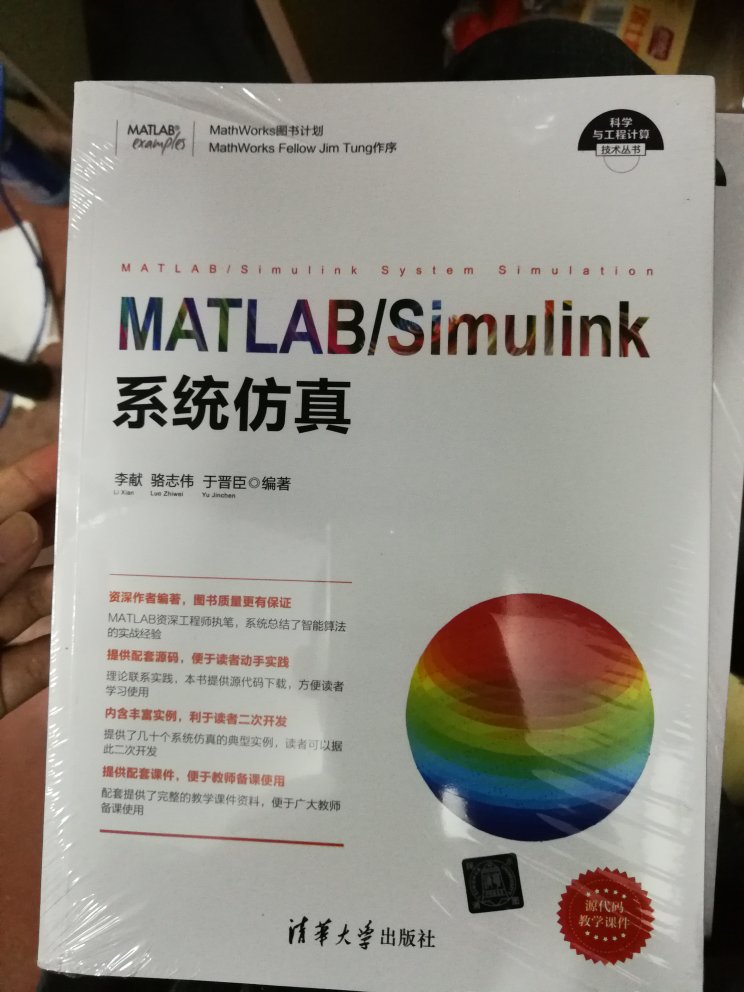 MATLAB
examples
MathWorks图书计划
MathWorks Fellow Jim Tung作序
科学
与工程计算
技术丛书
MATLAB/Simulink System Simulation
MATLAB/Simulink
系统仿真
李献 骆志伟 于晋臣◎编著
Li Xian Luo Zhiwei Yu Jinchen
资深作者编著，图书质量更有保证
MATLAB资深工程师执笔，系统总结了智能算法
的实战经验
提供配套源码，便于读者动手实践
理论联系实践，本书提供源代码下载，方便读者
学习使用
内含丰富实例，利于读者二次开发
提供了几十个系统仿真的典型实例，读者可以据
此二次开发
提供配套课件，便于教师备课使用
配套提供了完整的教学课件资料，便于广大教师
备课使用
源代码
教学课件
清华大学出版社